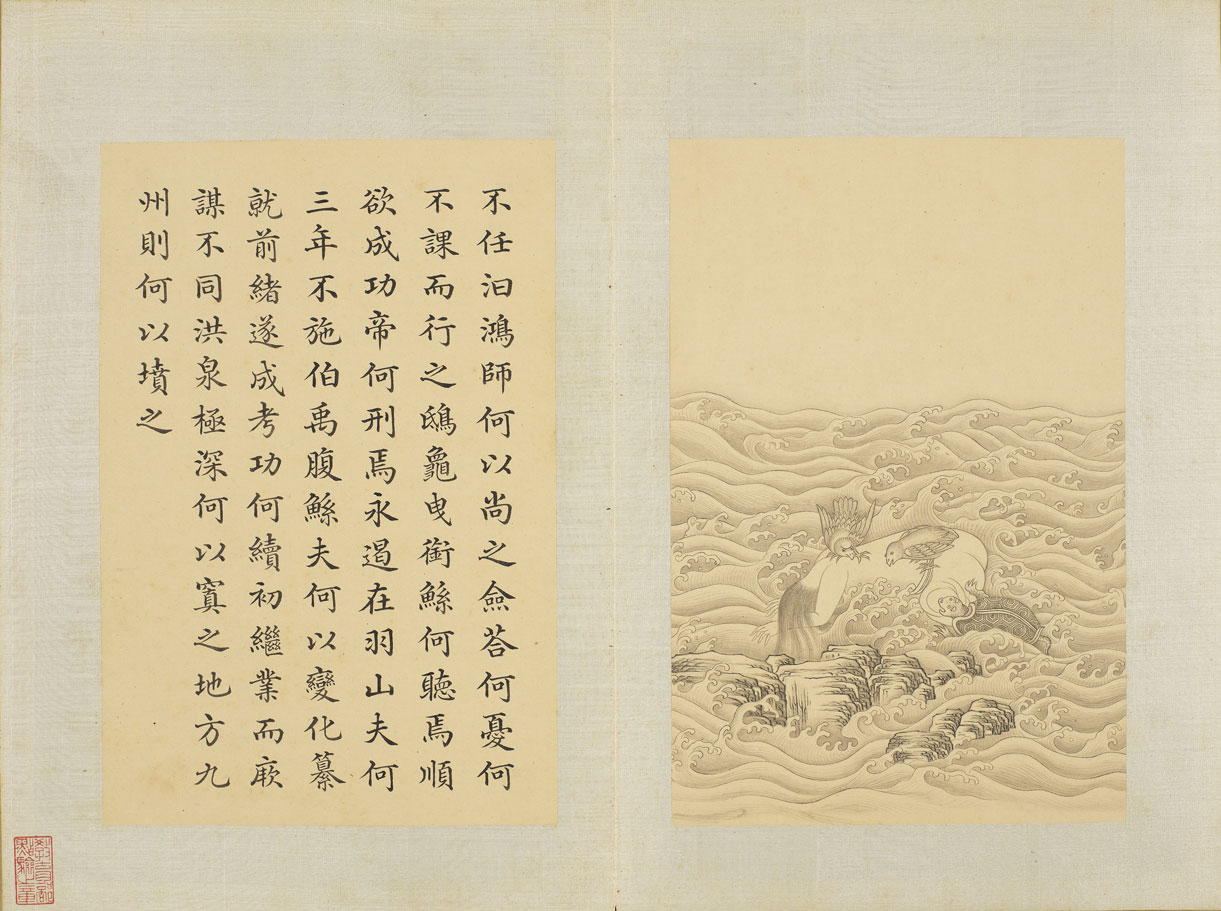 不任汩鴻師何以尚之僉荅何憂何
不課而行之鴟龜曳銜鯀何聽焉順
欲成功帝何刑焉永遏在羽山夫何
三年不施伯禹腹鯀夫何以變化纂
就前緒遂成考功何續初繼業而厥
謀不同洪泉極深何以窴之地方九
州則何以墳之